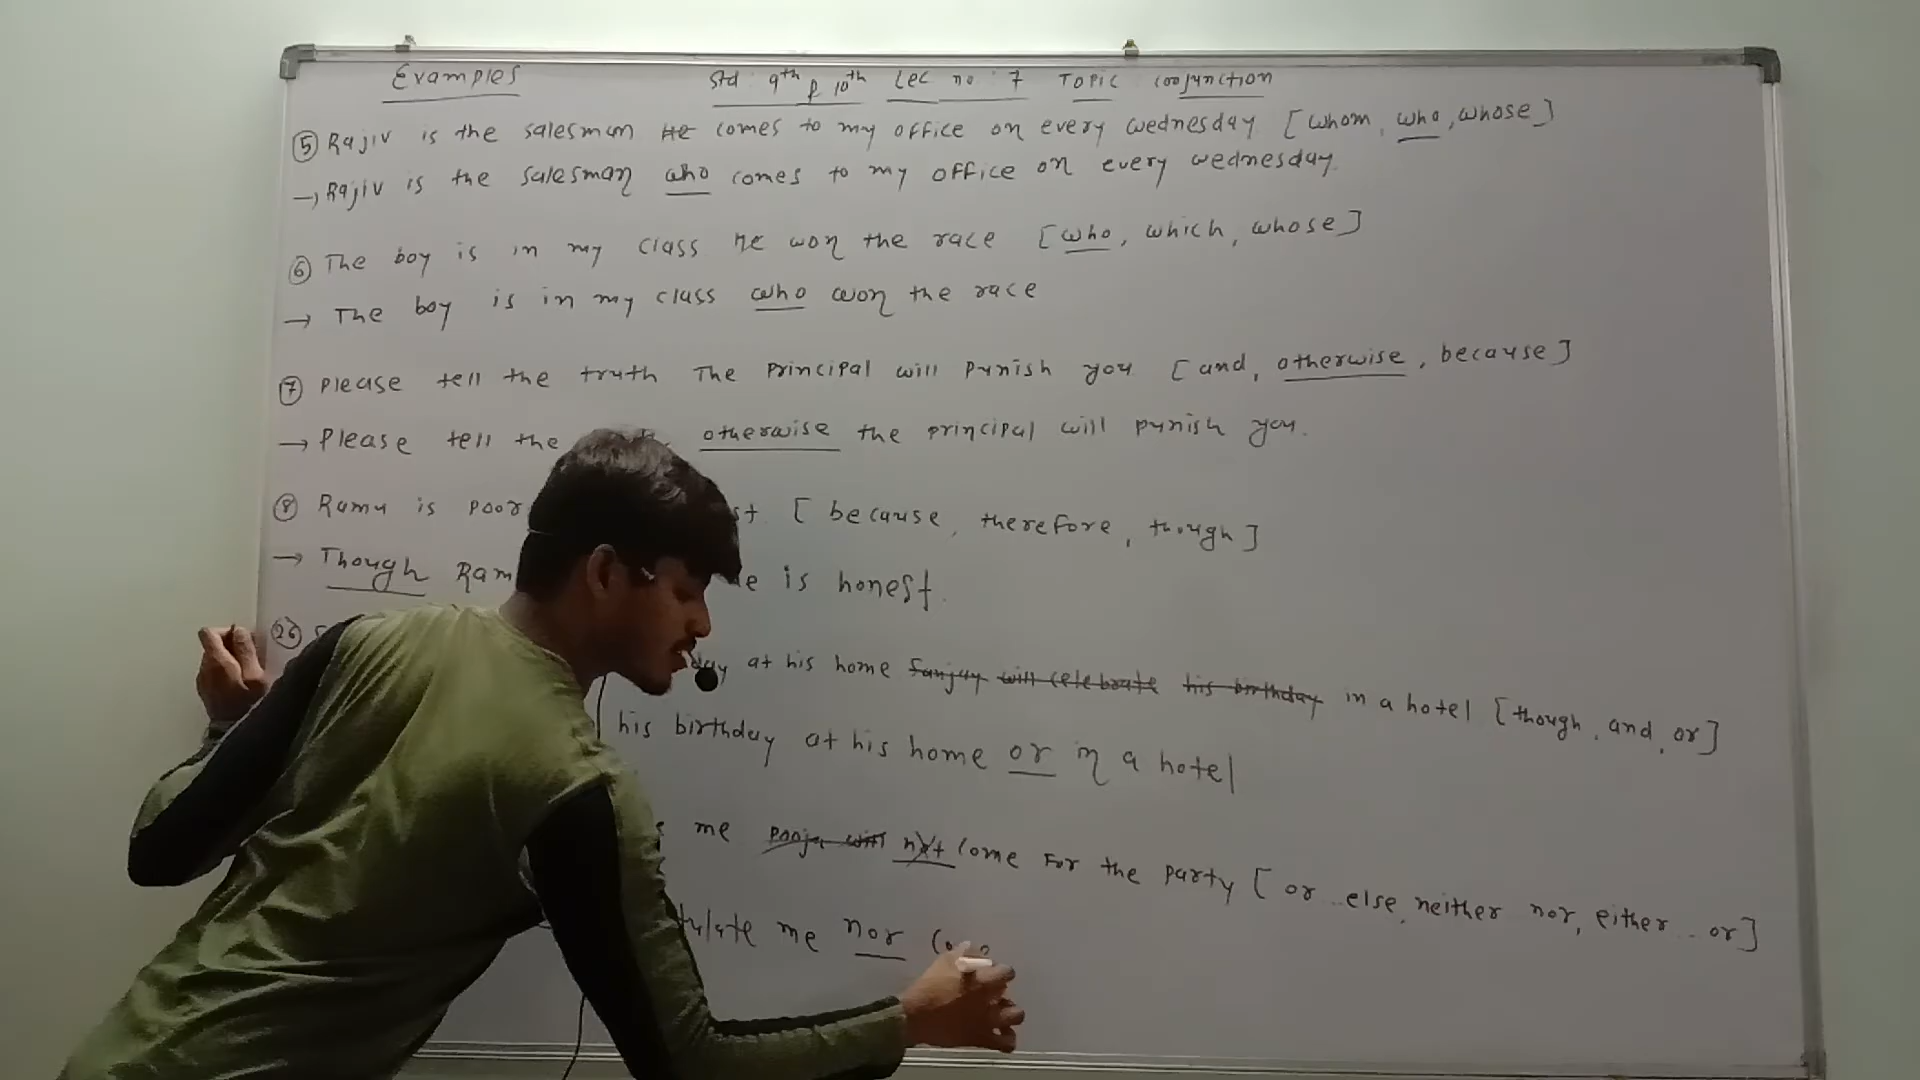 Examples Std 9th & 10th Lec no : 7 Topic conjunction
⑤ Rajiv is the salesman He comes to my office on every wednesday [whom, who, whose]
→ Rajiv is the salesman who comes to my office on every wednesday.
⑥ The boy is in my class He won the race [who, which, whose]
→ The boy is in my class who won the race
⑦ Please tell the truth The principal will punish you [and, otherwise, because]
→ Please tell the otherwise the principal will punish you.
⑧ Ramu is poor [because, therefore, though]
→ Though is honest.
㉖
at his home Sanjay will celebrate his birthday in a hotel [though, and, or]
his birthday at his home or in a hotel
me Pooja will not come for the party [or else, neither nor, either .. or]
me nor